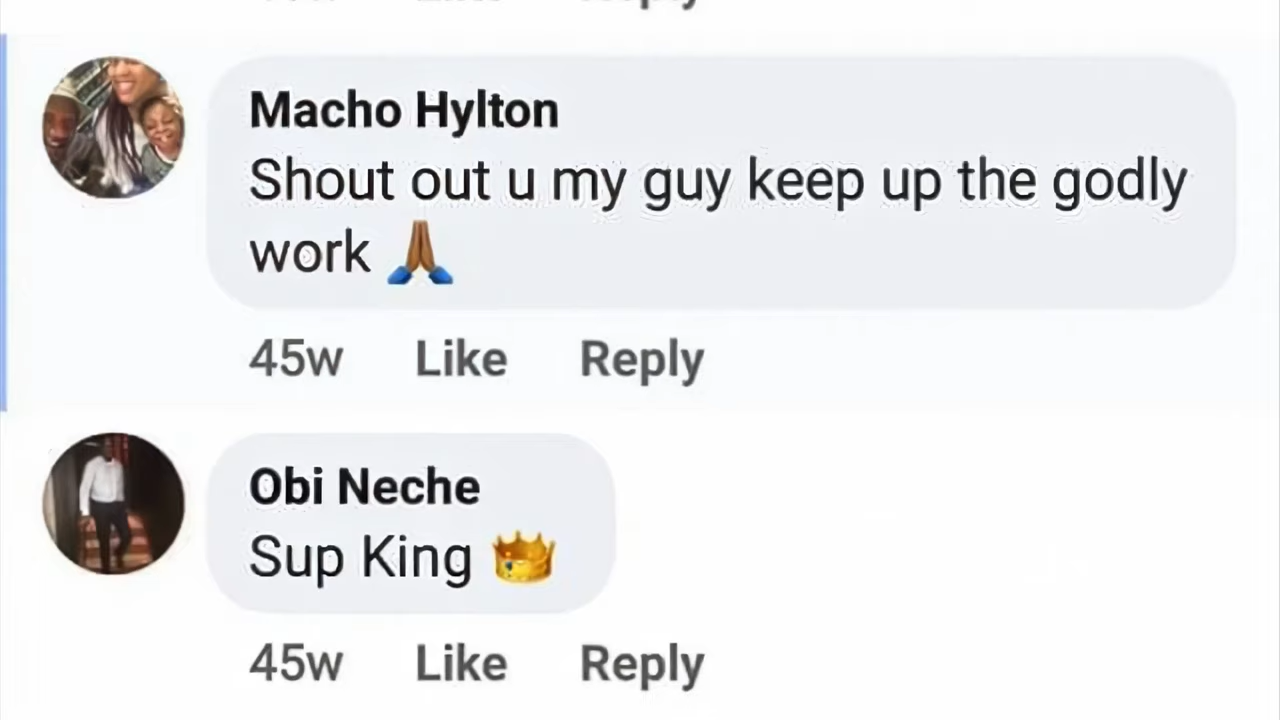 Macho Hylton
Shout out u my guy keep up the godly
work 🙏🏾
45w Like Reply
Obi Neche
Sup King 👑
45w Like Reply